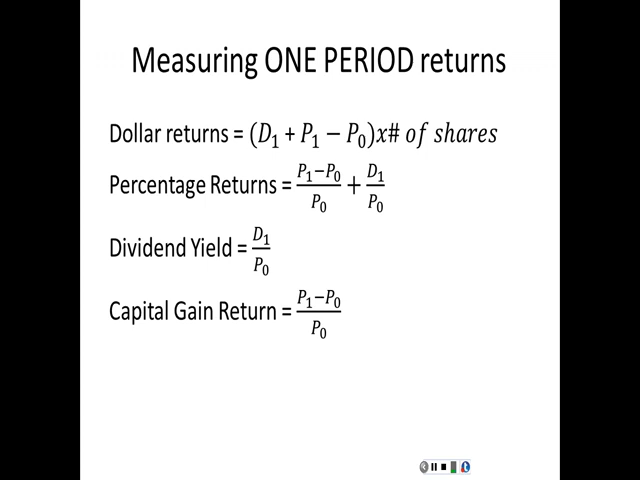 Measuring ONE PERIOD returns
Dollar returns = (D₁ + P₁ − P₀)x# of shares
Percentage Returns = P₁−P₀/P₀ + D₁/P₀
Dividend Yield = D₁/P₀
Capital Gain Return = P₁−P₀/P₀